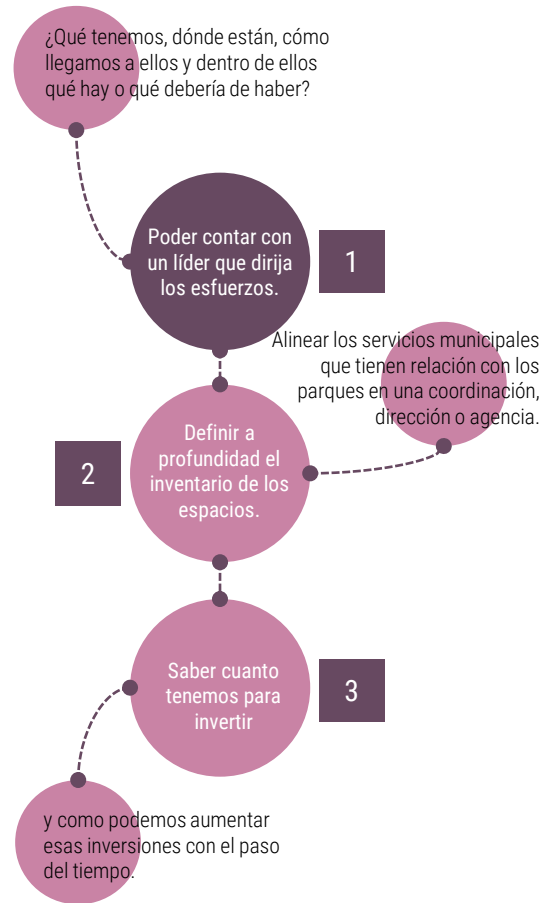 ¿Qué tenemos, dónde están, cómo
llegamos a ellos y dentro de ellos
qué hay o qué debería de haber?
Poder contar con
un líder que dirija
los esfuerzos.
1
Alinear los servicios municipales
que tienen relación con los
parques en una coordinación,
dirección o agencia.
2
Definir a
profundidad el
inventario de los
espacios.
Saber cuanto
tenemos para
invertir
3
y como podemos aumentar
esas inversiones con el paso
del tiempo.